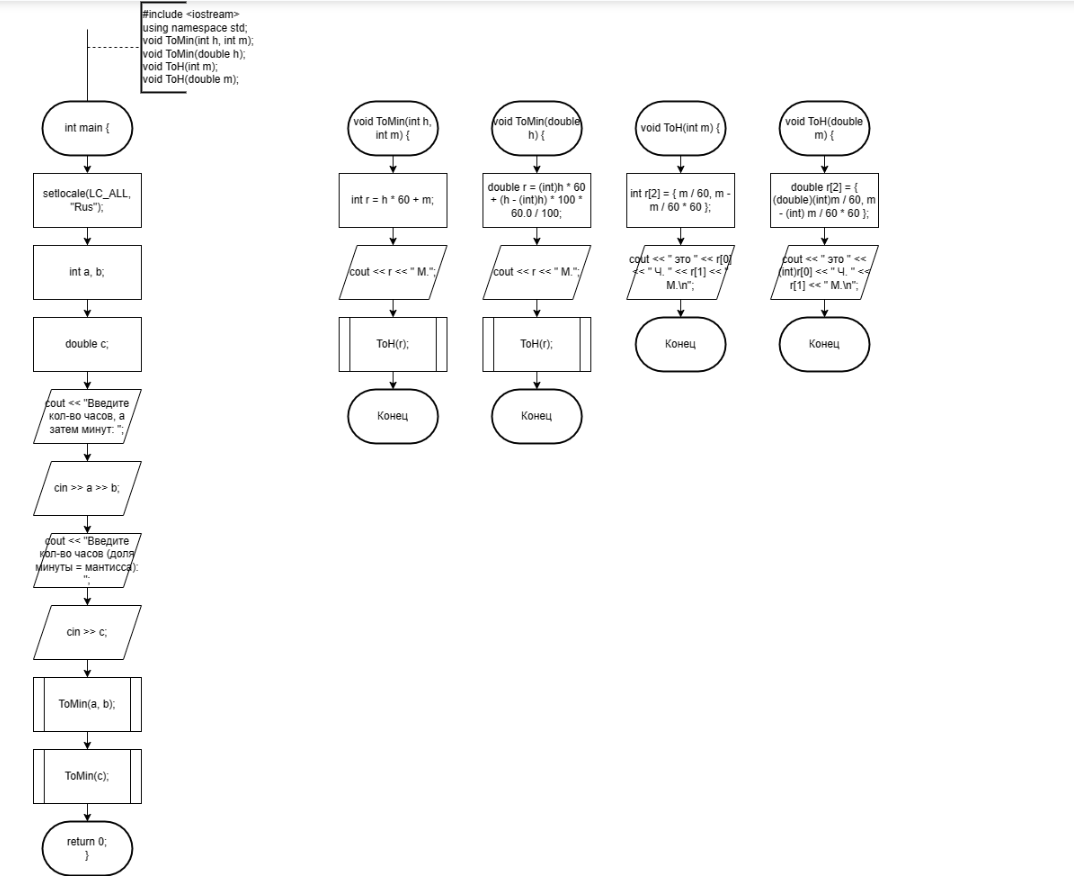 #include <iostream>
using namespace std;
void ToMin(int h, int m);
void ToMin(double h);
void ToH(int m);
void ToH(double m);
int main {
setlocale(LC_ALL,
"Rus");
int a, b;
double c;
cout << "Введите
кол-во часов, а
затем минут: ";
cin >> a >> b;
cout << "Введите
кол-во часов (доля
минуты = мантисса):
";
cin >> c;
ToMin(a, b);
ToMin(c);
return 0;
}
void ToMin(int h,
int m) {
int r = h * 60 + m;
cout << r << " М.";
ToH(r);
Конец
void ToMin(double
h) {
double r = (int)h * 60
+ (h - (int)h) * 100 *
60.0 / 100;
cout << r << " М.";
ToH(r);
Конец
void ToH(int m) {
int r[2] = { m / 60, m -
m / 60 * 60 };
cout << " это " << r[0]
<< " Ч. " << r[1] << "
М.\n";
Конец
void ToH(double
m) {
double r[2] = {
(double)(int)m / 60, m
- (int) m / 60 * 60 };
cout << " это " <<
(int)r[0] << " Ч. " <<
r[1] << " М.\n";
Конец